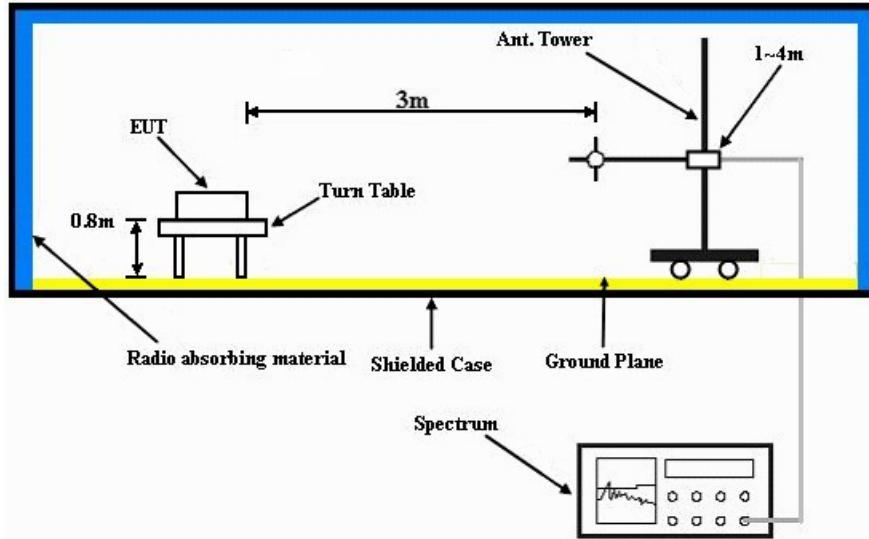 Ant. Tower
1~4m
3m
EUT
Turn Table
0.8m
Radio absorbing material
Shielded Case
Ground Plane
Spectrum